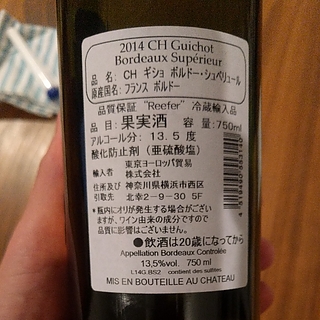 2014 CH Guichot
Bordeaux Supérieur
品 名: CH ギショ ボルドー・シュペリュール
原産国名: フランス ボルドー
品質保証 "Reefer" 冷蔵輸入品
品 目: 果実酒 容 量: 750ml
アルコール分: 13.5 度
酸化防止剤 (亜硫酸塩)
東京ヨーロッパ貿易
輸入者 株式会社
住所及び 神奈川県横浜市西区
引取先 北幸2-9-30 5F
*瓶内にオリが発生する場合がござい
ますが、ワイン由来の成分ですので
品質に影響はございません。
●飲酒は20歳になってから
Appellation Bordeaux Controlée
13,5%vol. 750 ml
L14G.BS2 contient des sulfites
MIS EN BOUTEILLE AU CHATEAU